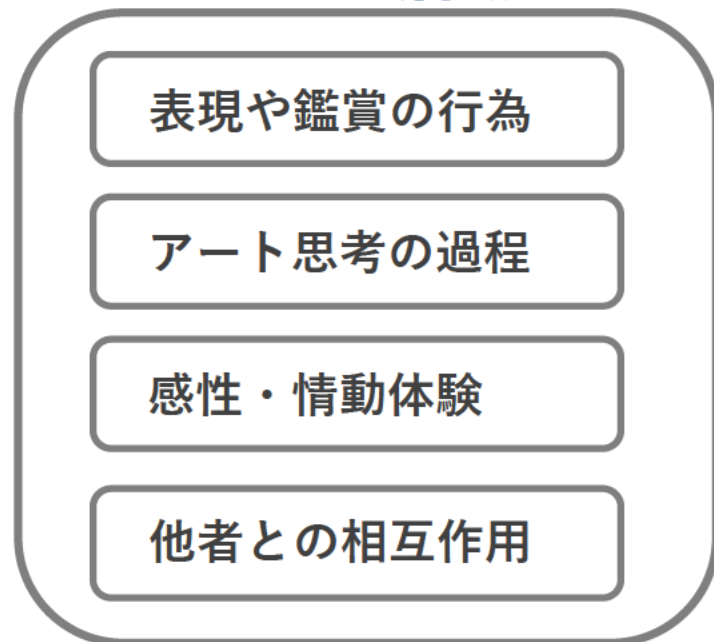 表現や鑑賞の行為
アート思考の過程
感性・情動体験
他者との相互作用